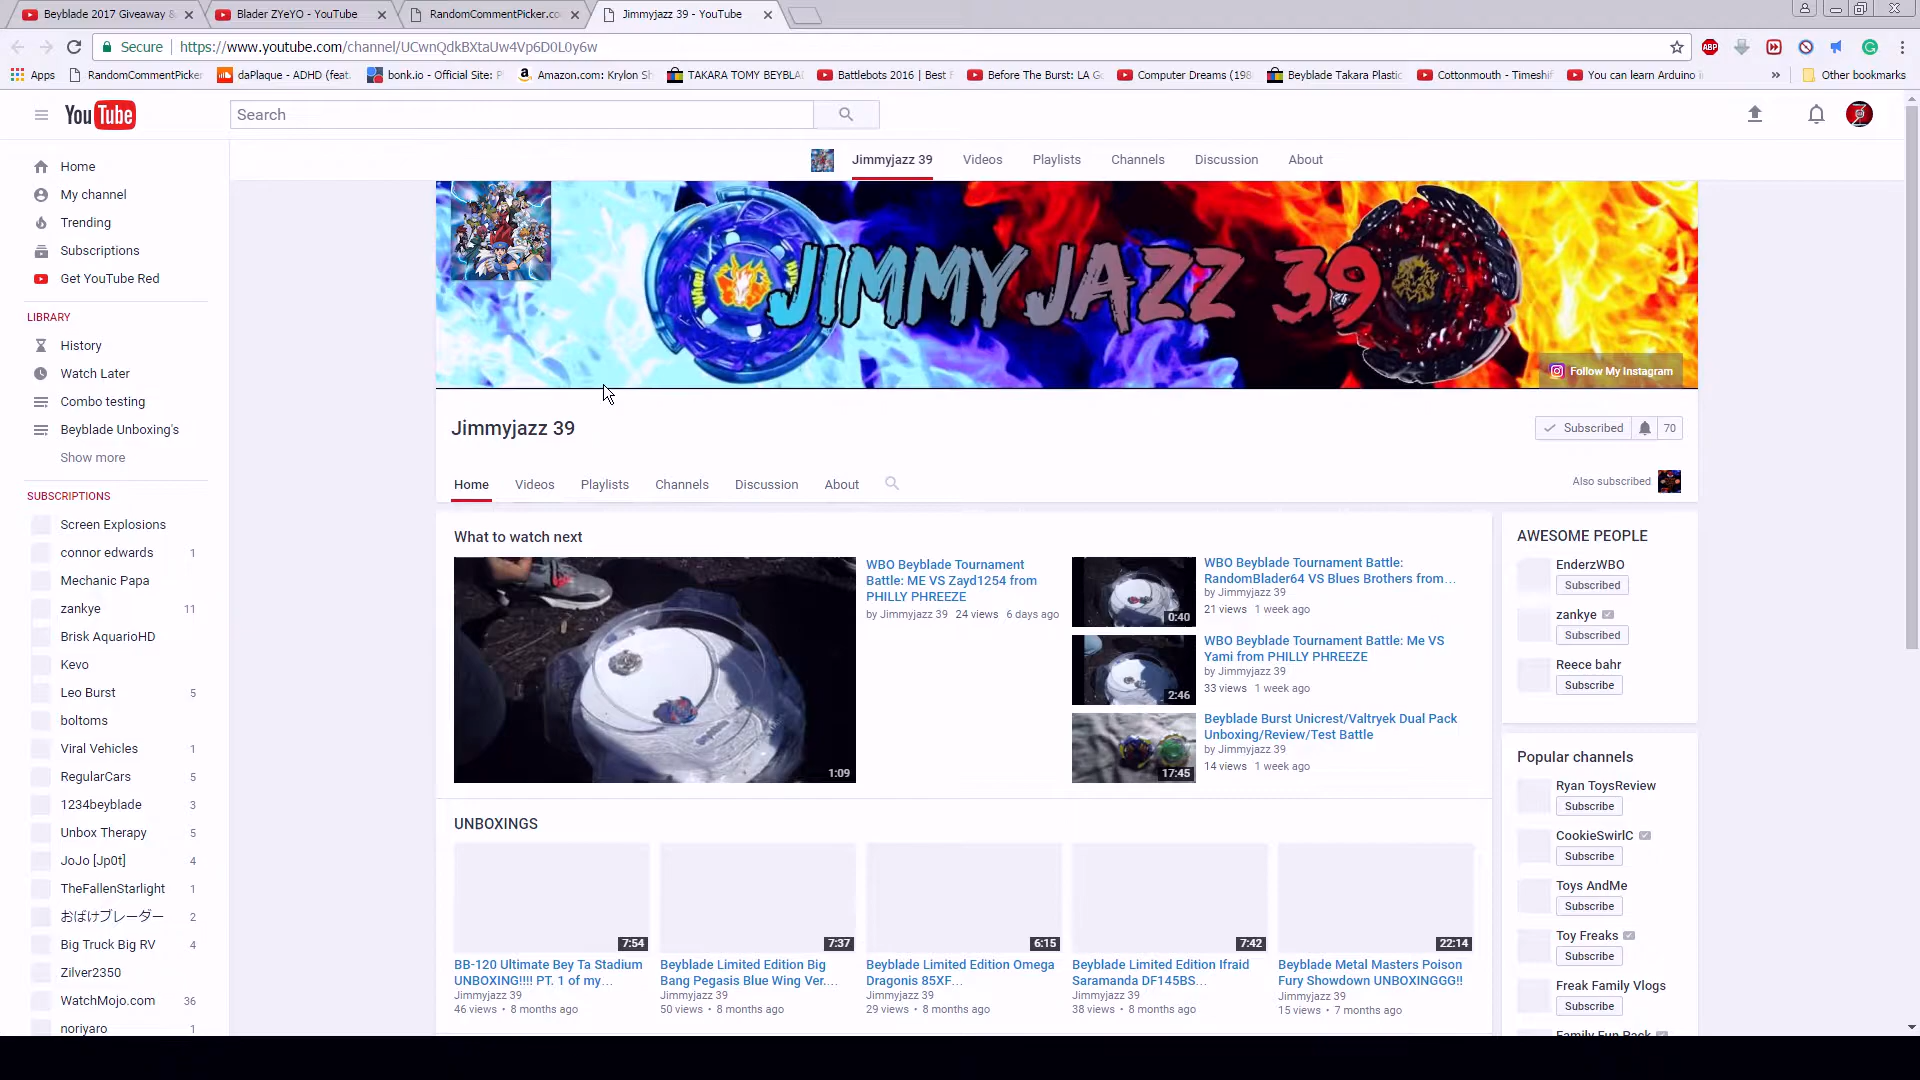 Beyblade 2017 Giveaway &
Blader ZYeYO - YouTube
RandomCommentPicker.co
Jimmyjazz 39 - YouTube
Secure https://www.youtube.com/channel/UCwnQdkBXtaUw4Vp6D0L0y6w
ABP
Apps
RandomCommentPicker
daPlaque - ADHD (feat.
bonk.io - Official Site: P
Amazon.com: Krylon Sh
TAKARA TOMY BEYBLA
Battlebots 2016 | Best
Before The Burst: LA G
Computer Dreams (198
Beyblade Takara Plastic
Cottonmouth - Timeshif
You can learn Arduino i
»
Other bookmarks
YouTube
Search
Jimmyjazz 39 Videos Playlists Channels Discussion About
Home
My channel
Trending
Subscriptions
Get YouTube Red
LIBRARY
History
Watch Later
Combo testing
Beyblade Unboxing's
Show more
SUBSCRIPTIONS
Screen Explosions
connor edwards 1
Mechanic Papa
zankye 11
Brisk AquarioHD
Kevo
Leo Burst 5
boltoms
Viral Vehicles 1
RegularCars 5
1234beyblade 3
Unbox Therapy 5
JoJo [Jp0t] 4
TheFallenStarlight 1
おばけブレーダー 2
Big Truck Big RV 4
Zilver2350
WatchMojo.com 36
noriyaro 1
JIMMY JAZZ 39
Follow My Instagram
Jimmyjazz 39
Subscribed 70
Home Videos Playlists Channels Discussion About
Also subscribed
What to watch next
1:09
WBO Beyblade Tournament
Battle: ME VS Zayd1254 from
PHILLY PHREEZE
by Jimmyjazz 39 24 views 6 days ago
0:40
WBO Beyblade Tournament Battle:
RandomBlader64 VS Blues Brothers from...
by Jimmyjazz 39
21 views 1 week ago
2:46
WBO Beyblade Tournament Battle: Me VS
Yami from PHILLY PHREEZE
by Jimmyjazz 39
33 views 1 week ago
17:45
Beyblade Burst Unicrest/Valtryek Dual Pack
Unboxing/Review/Test Battle
by Jimmyjazz 39
14 views 1 week ago
UNBOXINGS
7:54
BB-120 Ultimate Bey Ta Stadium
UNBOXING!!!! PT. 1 of my...
Jimmyjazz 39
46 views • 8 months ago
7:37
Beyblade Limited Edition Big
Bang Pegasis Blue Wing Ver....
Jimmyjazz 39
50 views • 8 months ago
6:15
Beyblade Limited Edition Omega
Dragonis 85XF...
Jimmyjazz 39
29 views • 8 months ago
7:42
Beyblade Limited Edition Ifraid
Saramanda DF145BS...
Jimmyjazz 39
38 views • 8 months ago
22:14
Beyblade Metal Masters Poison
Fury Showdown UNBOXINGGG!!
Jimmyjazz 39
15 views • 7 months ago
AWESOME PEOPLE
EnderzWBO
Subscribed
zankye
Subscribed
Reece bahr
Subscribe
Popular channels
Ryan ToysReview
Subscribe
CookieSwirlC
Subscribe
Toys AndMe
Subscribe
Toy Freaks
Subscribe
Freak Family Vlogs
Subscribe
Family Fun Pack